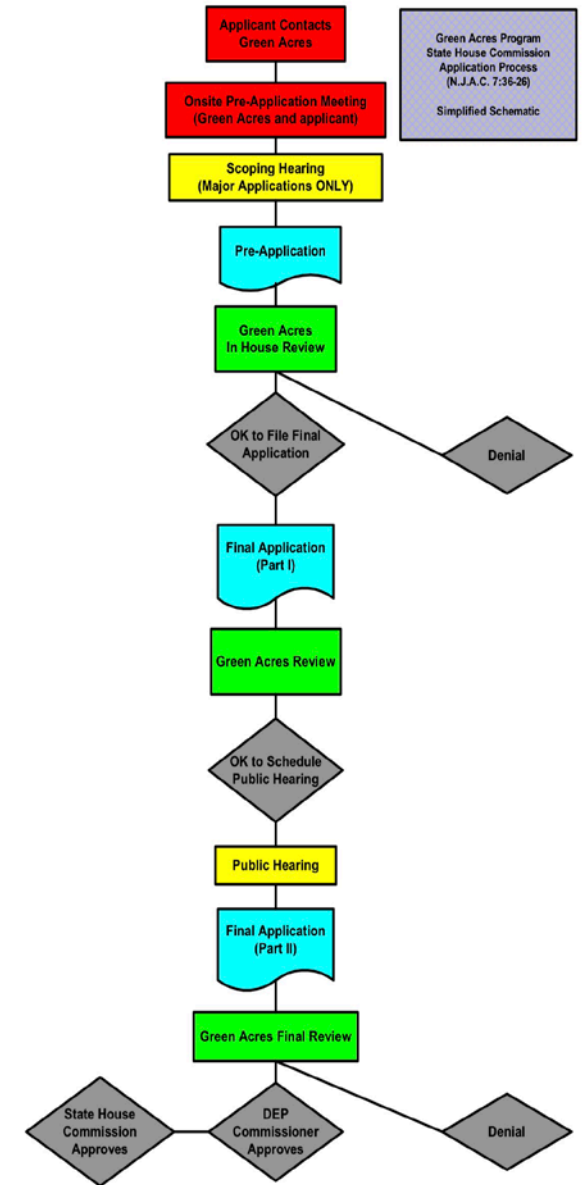 Applicant Contacts
Green Acres
Green Acres Program
State House Commission
Application Process
(N.J.A.C. 7:36-26)
Simplified Schematic
Onsite Pre-Application Meeting
(Green Acres and applicant)
Scoping Hearing
(Major Applications ONLY)
Pre-Application
Green Acres
In House Review
OK to File Final
Application
Denial
Final Application
(Part I)
Green Acres Review
OK to Schedule
Public Hearing
Public Hearing
Final Application
(Part II)
Green Acres Final Review
State House
Commission
Approves
DEP
Commissioner
Approves
Denial